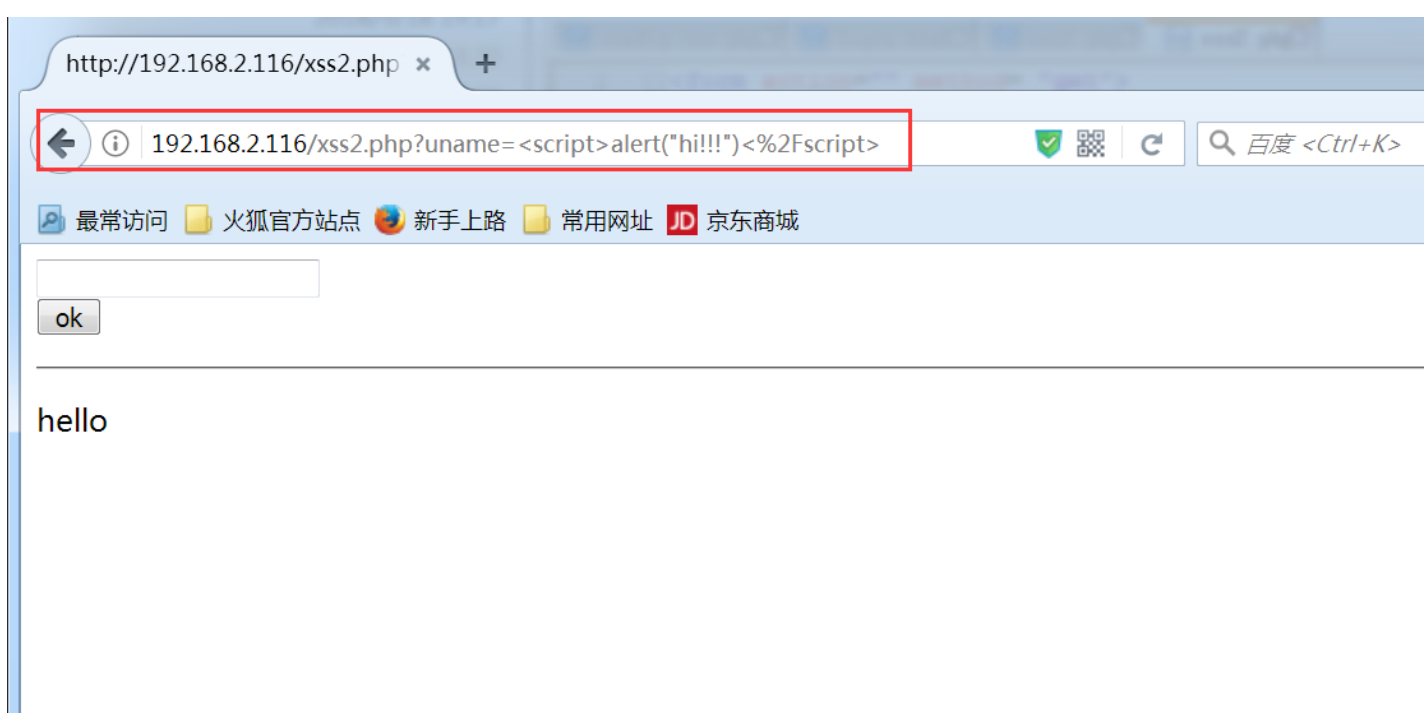 http://192.168.2.116/xss2.php × +
192.168.2.116/xss2.php?uname=<script>alert("hi!!!")<%2Fscript> 百度 <Ctrl+K>
最常访问 火狐官方站点 新手上路 常用网址 JD 京东商城
ok
hello